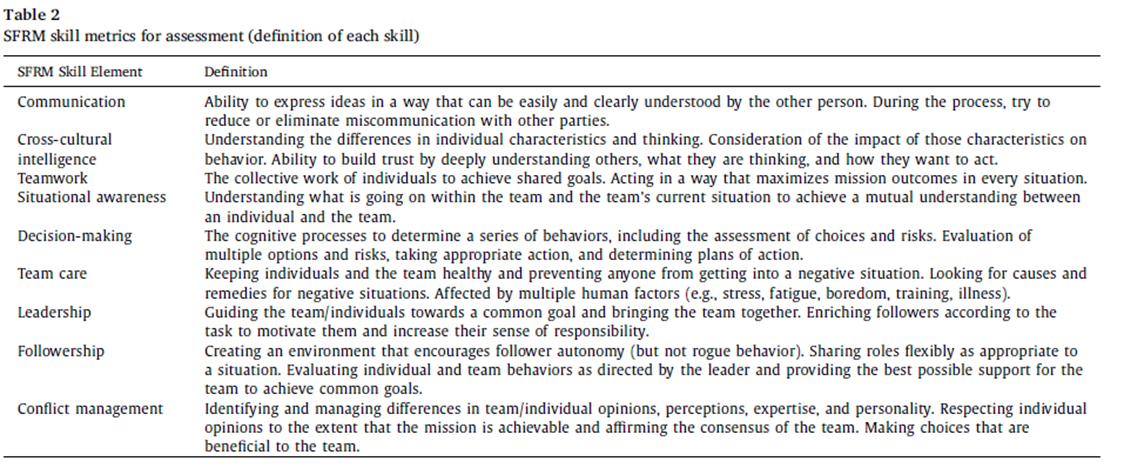 Table 2
SFRM skill metrics for assessment (definition of each skill)
SFRM Skill Element Definition
Communication Ability to express ideas in a way that can be easily and clearly understood by the other person. During the process, try to
reduce or eliminate miscommunication with other parties.
Cross-cultural Understanding the differences in individual characteristics and thinking. Consideration of the impact of those characteristics on
intelligence behavior. Ability to build trust by deeply understanding others, what they are thinking, and how they want to act.
Teamwork The collective work of individuals to achieve shared goals. Acting in a way that maximizes mission outcomes in every situation.
Situational awareness Understanding what is going on within the team and the team's current situation to achieve a mutual understanding between
an individual and the team.
Decision-making The cognitive processes to determine a series of behaviors, including the assessment of choices and risks. Evaluation of
multiple options and risks, taking appropriate action, and determining plans of action.
Team care Keeping individuals and the team healthy and preventing anyone from getting into a negative situation. Looking for causes and
remedies for negative situations. Affected by multiple human factors (e.g., stress, fatigue, boredom, training, illness).
Leadership Guiding the team/individuals towards a common goal and bringing the team together. Enriching followers according to the
task to motivate them and increase their sense of responsibility.
Followership Creating an environment that encourages follower autonomy (but not rogue behavior). Sharing roles flexibly as appropriate to
a situation. Evaluating individual and team behaviors as directed by the leader and providing the best possible support for the
team to achieve common goals.
Conflict management Identifying and managing differences in team/individual opinions, perceptions, expertise, and personality. Respecting individual
opinions to the extent that the mission is achievable and affirming the consensus of the team. Making choices that are
beneficial to the team.